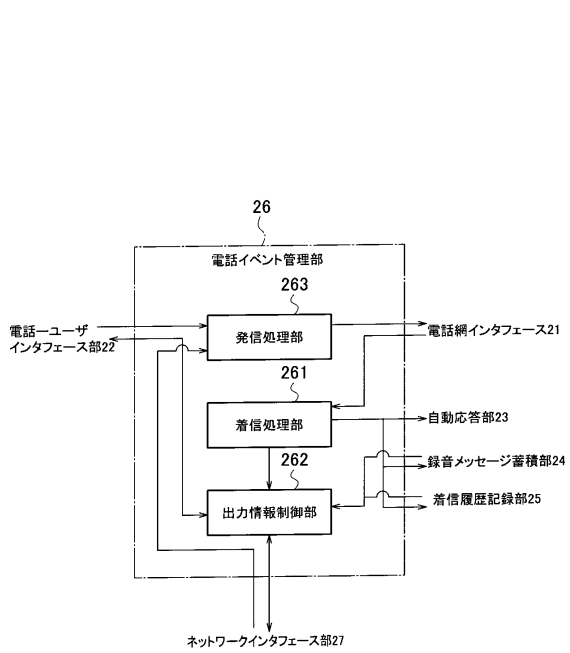 26
電話イベント管理部
263
電話ーユーザ
インタフェース部22
発信処理部
電話網インタフェース21
261
着信処理部
自動応答部23
262
録音メッセージ蓄積部24
出力情報制御部
着信履歴記録部25
ネットワークインタフェース部27